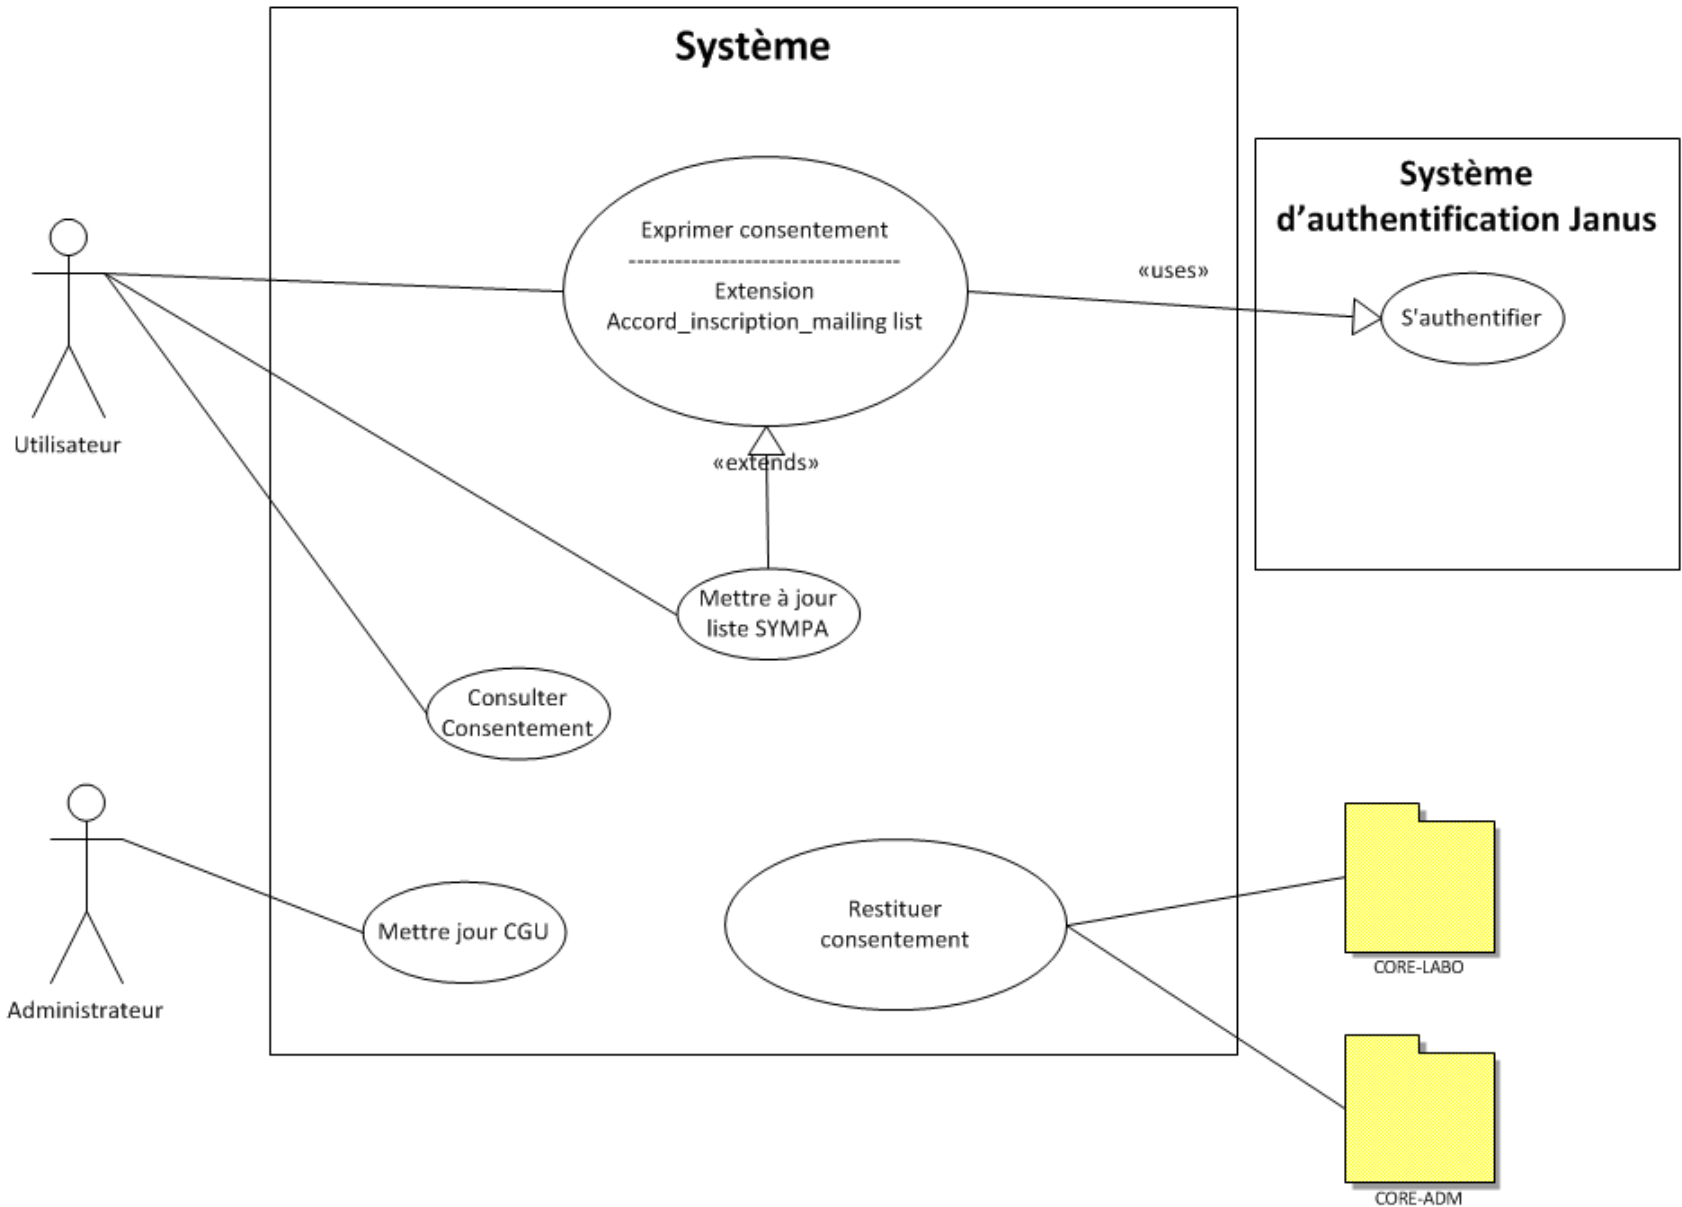 Système
Système
d’authentification Janus
Exprimer consentement
---------------------------------
Extension
Accord_inscription_mailing list
«uses»
S'authentifier
Utilisateur
«extends»
Mettre à jour
liste SYMPA
Consulter
Consentement
Mettre jour CGU
Restituer
consentement
CORE-LABO
Administrateur
CORE-ADM